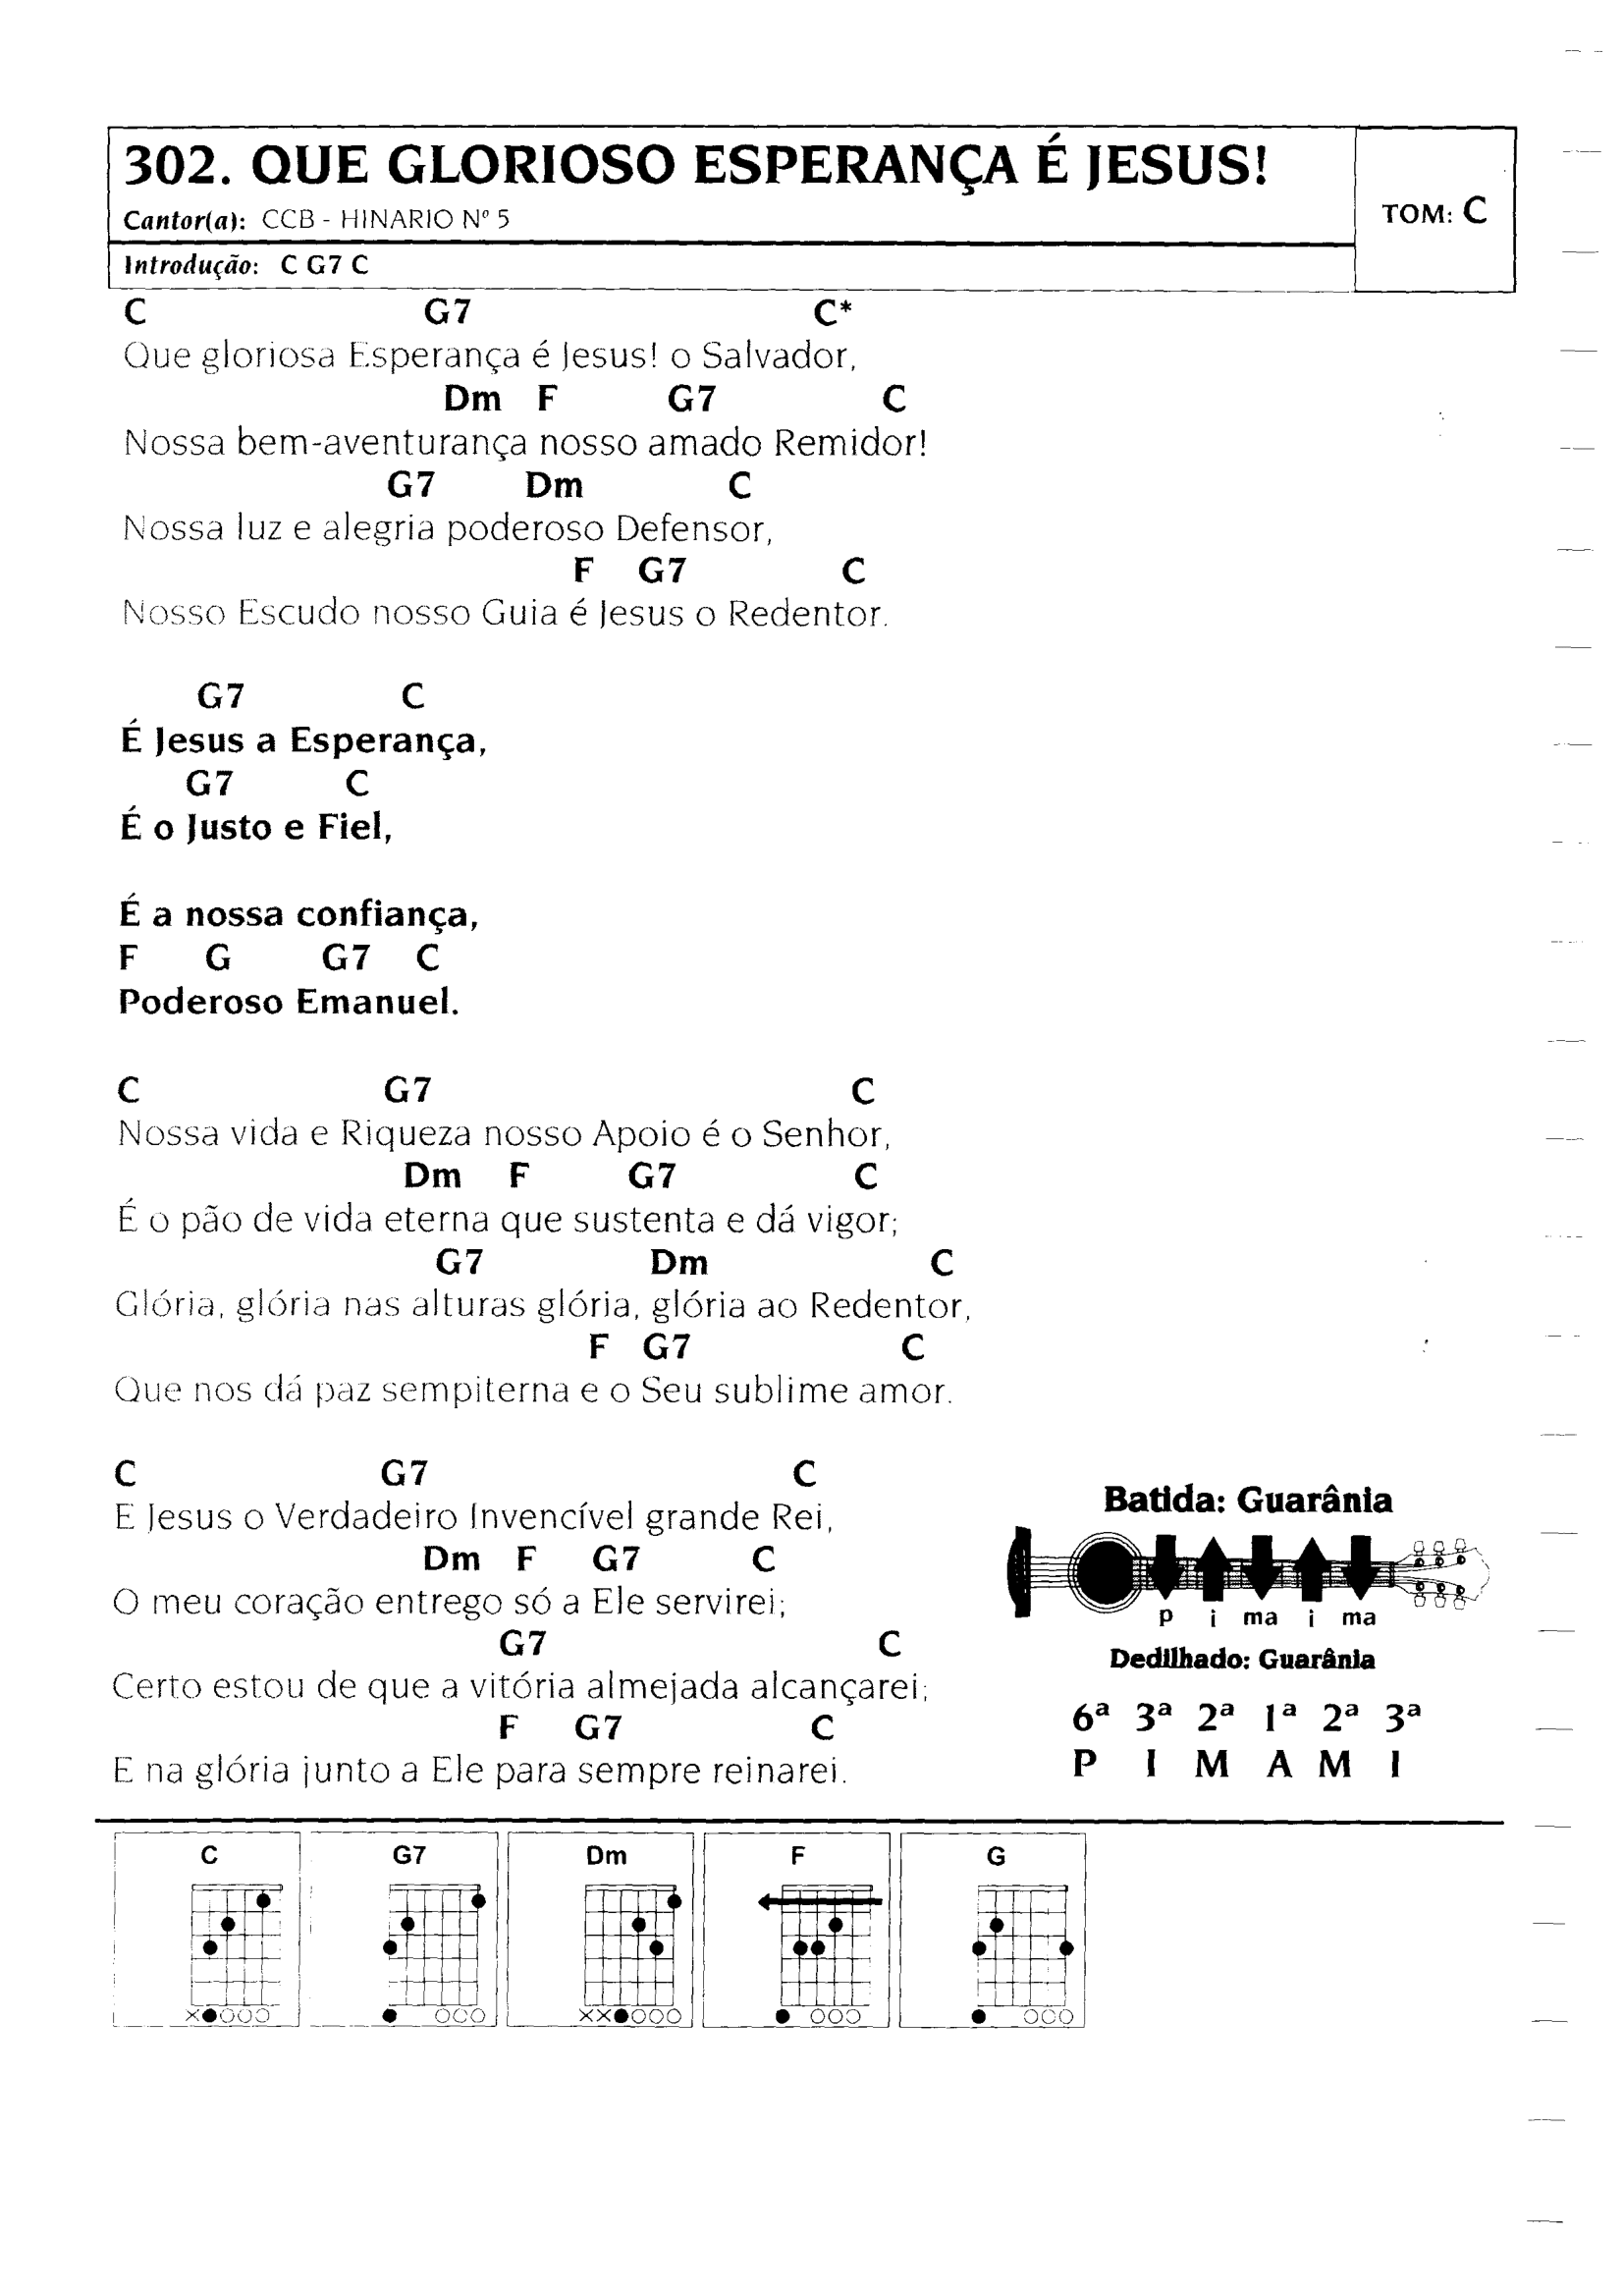 302. QUE GLORIOSO ESPERANÇA É JESUS!
Cantor(a): CCB - HINARIO Nº 5
TOM: C
Introdução: C G7 C
C G7 C*
Que gloriosa Esperança é Jesus! o Salvador,
Dm F G7 C
Nossa bem-aventurança nosso amado Remidor!
G7 Dm C
Nossa luz e alegria poderoso Defensor,
F G7 C
Nosso Escudo nosso Guia é Jesus o Redentor.
G7 C
É Jesus a Esperança,
G7 C
É o Justo e Fiel,
É a nossa confiança,
F G G7 C
Poderoso Emanuel.
C G7 C
Nossa vida e Riqueza nosso Apoio é o Senhor,
Dm F G7 C
É o pão de vida eterna que sustenta e dá vigor;
G7 Dm C
Glória, glória nas alturas glória, glória ao Redentor,
F G7 C
Que nos dá paz sempiterna e o Seu sublime amor.
C G7 C
E Jesus o Verdadeiro Invencível grande Rei,
Dm F G7 C
O meu coração entrego só a Ele servirei;
G7 C
Certo estou de que a vitória almejada alcançarei;
F G7 C
E na glória junto a Ele para sempre reinarei.
Batida: Guarânia
p i ma i ma
Dedilhado: Guarânia
6ª 3ª 2ª 1ª 2ª 3ª
P I M A M I
C G7 Dm F G